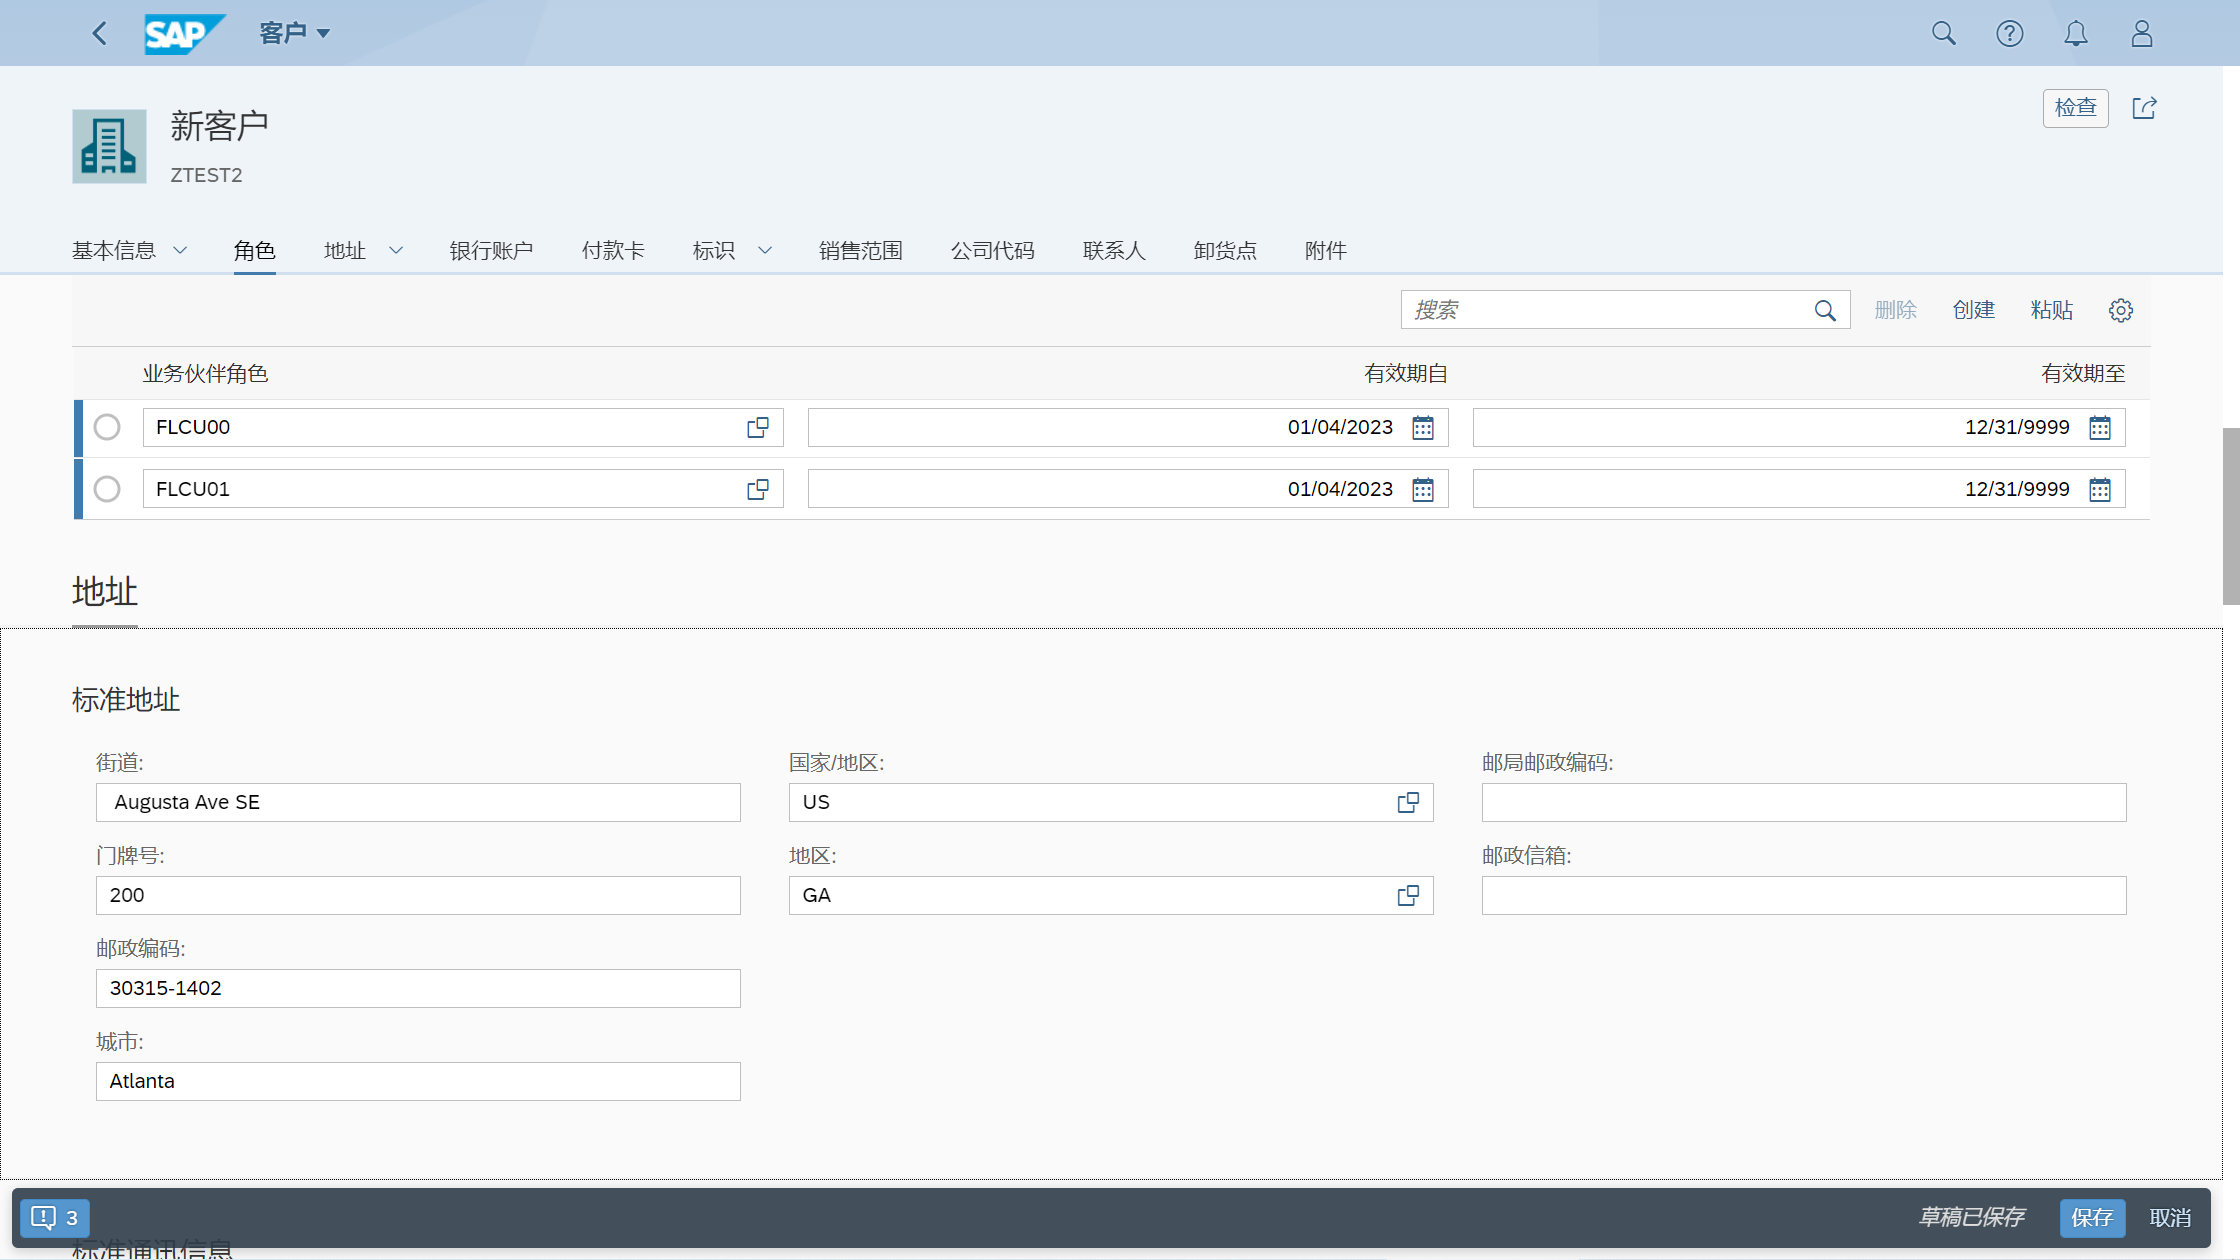 SAP 客户
检查
新客户
ZTEST2
基本信息 角色 地址 银行账户 付款卡 标识 销售范围 公司代码 联系人 卸货点 附件
搜索 删除 创建 粘贴
业务伙伴角色 有效期自 有效期至
FLCU00 01/04/2023 12/31/9999
FLCU01 01/04/2023 12/31/9999
地址
标准地址
街道: 国家/地区: 邮局邮政编码:
Augusta Ave SE US
门牌号: 地区: 邮政信箱:
200 GA
邮政编码:
30315-1402
城市:
Atlanta
3 草稿已保存 保存 取消
标准通讯信息